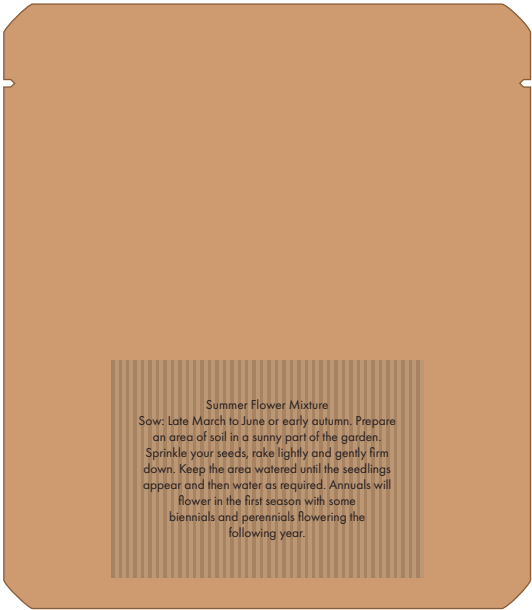 Summer Flower Mixture
Sow: Late March to June or early autumn. Prepare
an area of soil in a sunny part of the garden.
Sprinkle your seeds, rake lightly and gently firm
down. Keep the area watered until the seedlings
appear and then water as required. Annuals will
flower in the first season with some
biennials and perennials flowering the
following year.